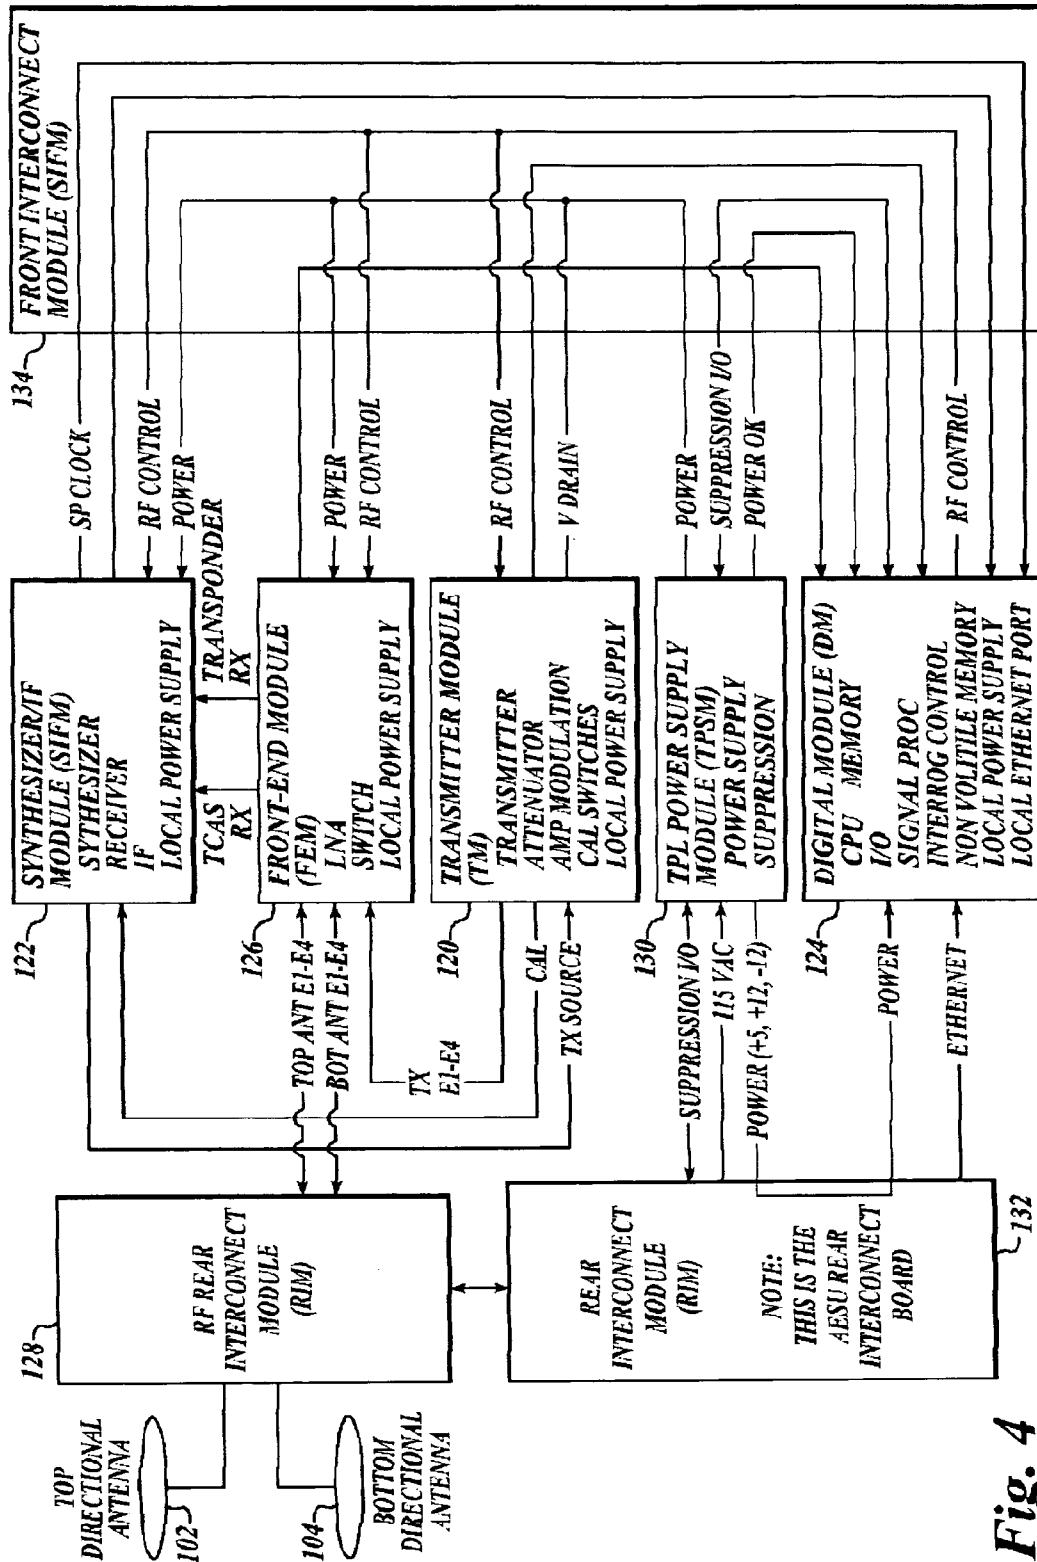 TOP
DIRECTIONAL
ANTENNA
102
104
BOTTOM
DIRECTIONAL
ANTENNA
128
RF REAR
INTERCONNECT
MODULE
(RIM)
REAR
INTERCONNECT
MODULE
(RIM)
NOTE:
THIS IS THE
AESU REAR
INTERCONNECT
BOARD
132
TOP ANT E1-E4
BOT ANT E1-E4
TX
E1-E4
CAL
TX SOURCE
SUPPRESSION I/O
115 VAC
POWER (+5, +12, -12)
POWER
ETHERNET
122
SYNTHESIZER/IF
MODULE (SIFM)
SYTHESIZER
RECEIVER
IF
LOCAL POWER SUPPLY
TCAS
RX
TRANSPONDER
RX
126
FRONT-END MODULE
(FEM)
LNA
SWITCH
LOCAL POWER SUPPLY
120
TRANSMITTER MODULE
(TM)
TRANSMITTER
ATTENUATOR
AMP MODULATION
CAL SWITCHES
LOCAL POWER SUPPLY
130
TPL POWER SUPPLY
MODULE (TPSM)
POWER SUPPLY
SUPPRESSION
124
DIGITAL MODULE (DM)
CPU MEMORY
I/O
SIGNAL PROC
INTERROG CONTROL
NON VOLITILE MEMORY
LOCAL POWER SUPPLY
LOCAL ETHERNET PORT
SP CLOCK
RF CONTROL
POWER
POWER
RF CONTROL
RF CONTROL
V DRAIN
POWER
SUPPRESSION I/O
POWER OK
RF CONTROL
134
FRONT INTERCONNECT
MODULE (SIFM)
Fig. 4